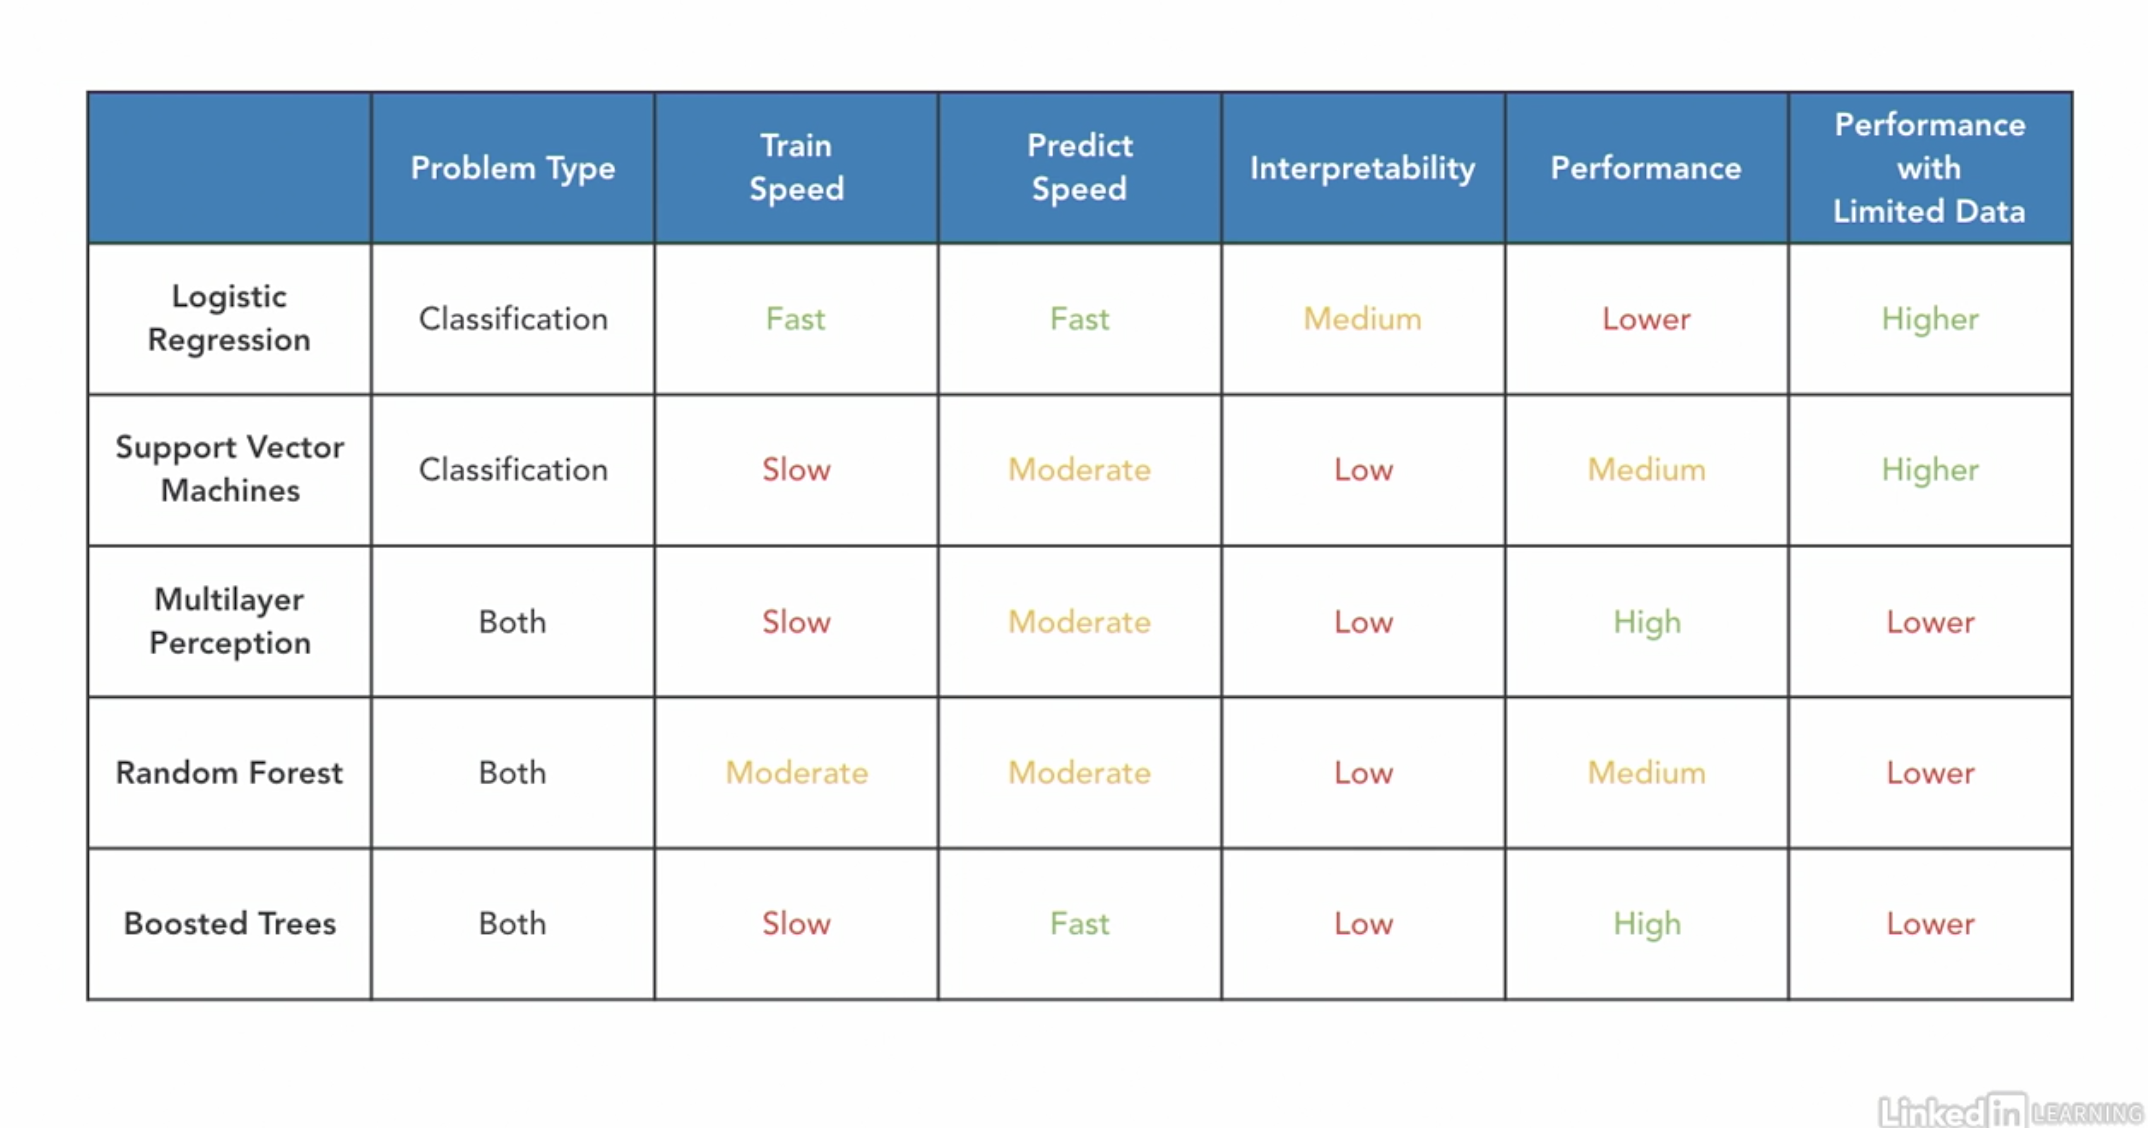 Problem Type
Train
Speed
Predict
Speed
Interpretability
Performance
Performance
with
Limited Data
Logistic
Regression
Classification
Fast
Fast
Medium
Lower
Higher
Support Vector
Machines
Classification
Slow
Moderate
Low
Medium
Higher
Multilayer
Perception
Both
Slow
Moderate
Low
High
Lower
Random Forest
Both
Moderate
Moderate
Low
Medium
Lower
Boosted Trees
Both
Slow
Fast
Low
High
Lower
Linked in LEARNING